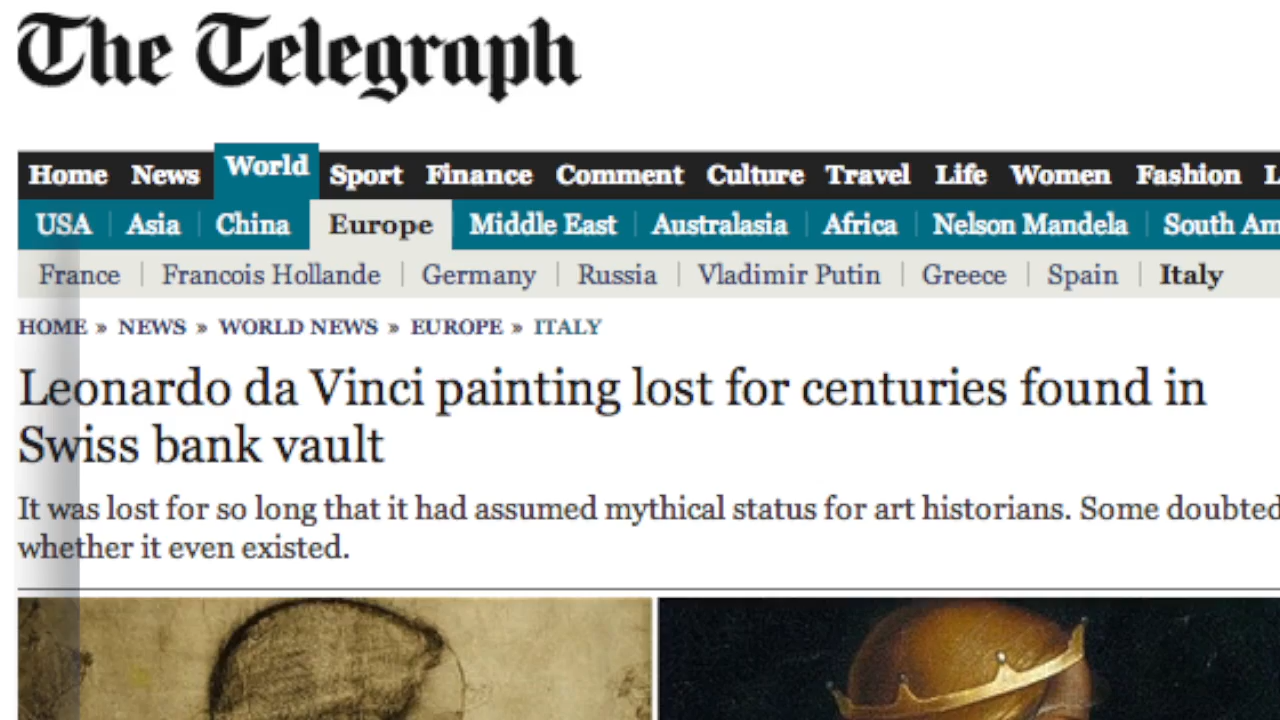 The Telegraph
Home News World Sport Finance Comment Culture Travel Life Women Fashion L
USA Asia China Europe Middle East Australasia Africa Nelson Mandela South Am
France | Francois Hollande | Germany | Russia | Vladimir Putin | Greece | Spain | Italy
HOME » NEWS » WORLD NEWS » EUROPE » ITALY
Leonardo da Vinci painting lost for centuries found in
Swiss bank vault
It was lost for so long that it had assumed mythical status for art historians. Some doubted
whether it even existed.